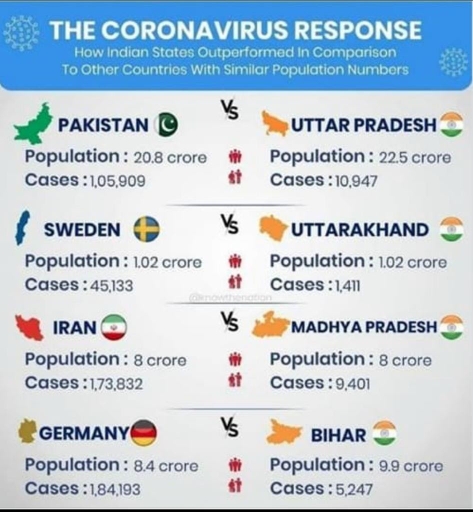 THE CORONAVIRUS RESPONSE
How Indian States Outperformed In Comparison
To Other Countries With Similar Population Numbers
PAKISTAN VS UTTAR PRADESH
Population : 20.8 crore Population : 22.5 crore
Cases :1,05,909 Cases :10,947
SWEDEN VS UTTARAKHAND
Population : 1.02 crore Population : 1.02 crore
Cases :45,133 Cases :1,411
@knowthenation
IRAN VS MADHYA PRADESH
Population : 8 crore Population : 8 crore
Cases :1,73,832 Cases :9,401
GERMANY VS BIHAR
Population : 8.4 crore Population : 9.9 crore
Cases :1,84,193 Cases :5,247